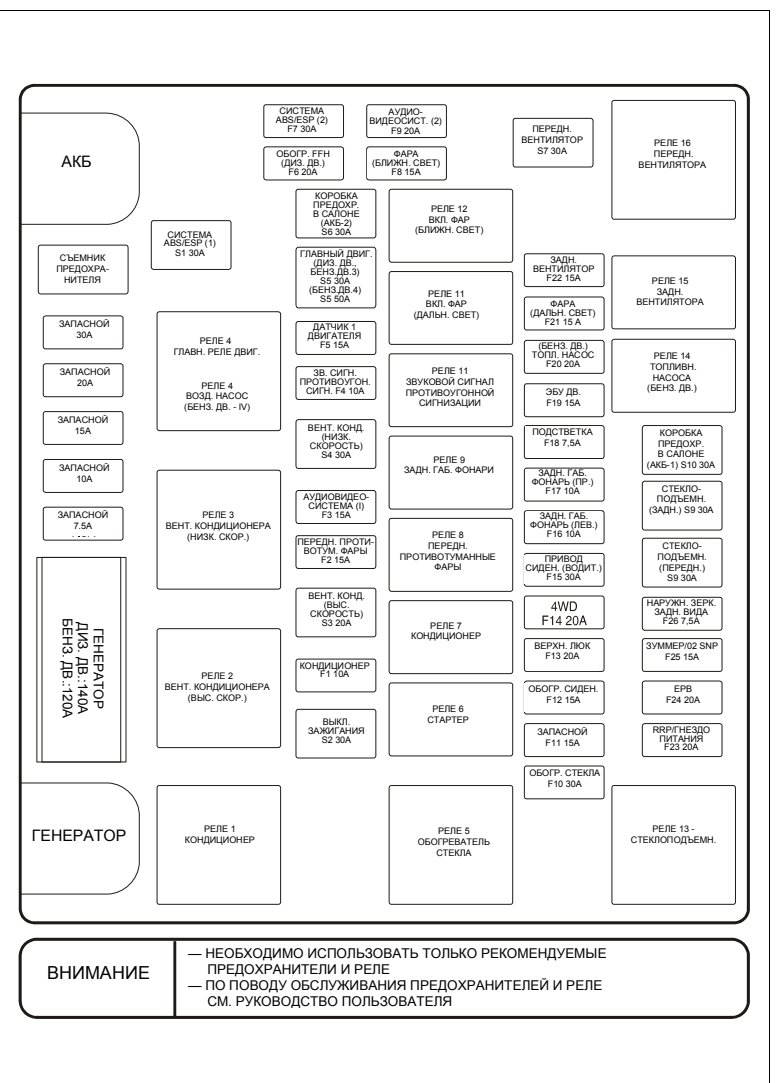 АКБ
СЪЕМНИК
ПРЕДОХРА-
НИТЕЛЯ
ЗАПАСНОЙ
30А
ЗАПАСНОЙ
20А
ЗАПАСНОЙ
15А
ЗАПАСНОЙ
10А
ЗАПАСНОЙ
7.5А
ГЕНЕРАТОР
ДИЗ. ДВ.:140А
БЕНЗ. ДВ.:120А
ГЕНЕРАТОР
СИСТЕМА
ABS/ESP (1)
S1 30A
РЕЛЕ 4
ГЛАВН. РЕЛЕ ДВИГ.
РЕЛЕ 4
ВОЗД. НАСОС
(БЕНЗ. ДВ. - IV)
РЕЛЕ 3
ВЕНТ. КОНДИЦИОНЕРА
(НИЗК. СКОР.)
РЕЛЕ 2
ВЕНТ. КОНДИЦИОНЕРА
(ВЫС. СКОР.)
РЕЛЕ 1
КОНДИЦИОНЕР
СИСТЕМА
ABS/ESP (2)
F7 30A
ОБОГР. FFH
(ДИЗ. ДВ.)
F6 20A
КОРОБКА
ПРЕДОХР.
В САЛОНЕ
(АКБ-2)
S6 30A
ГЛАВНЫЙ ДВИГ.
(ДИЗ. ДВ.,
БЕНЗ.ДВ.3)
S5 30A
(БЕНЗ.ДВ.4)
S5 50A
ДАТЧИК 1
ДВИГАТЕЛЯ
F5 15A
ЗВ. СИГН.
ПРОТИВОУГОН.
СИГН. F4 10A
ВЕНТ. КОНД.
(НИЗК.
СКОРОСТЬ)
S4 30A
АУДИОВИДЕО-
СИСТЕМА (I)
F3 15A
ПЕРЕДН. ПРОТИ-
ВОТУМ. ФАРЫ
F2 15A
ВЕНТ. КОНД.
(ВЫС.
СКОРОСТЬ)
S3 20A
КОНДИЦИОНЕР
F1 10A
ВЫКЛ.
ЗАЖИГАНИЯ
S2 30A
АУДИО-
ВИДЕОСИСТ. (2)
F9 20A
ФАРА
(БЛИЖН. СВЕТ)
F8 15A
РЕЛЕ 12
ВКЛ. ФАР
(БЛИЖН. СВЕТ)
РЕЛЕ 11
ВКЛ. ФАР
(ДАЛЬН. СВЕТ)
РЕЛЕ 11
ЗВУКОВОЙ СИГНАЛ
ПРОТИВОУГОННОЙ
СИГНИЗАЦИИ
РЕЛЕ 9
ЗАДН. ГАБ. ФОНАРИ
РЕЛЕ 8
ПЕРЕДН.
ПРОТИВОТУМАННЫЕ
ФАРЫ
РЕЛЕ 7
КОНДИЦИОНЕР
РЕЛЕ 6
СТАРТЕР
РЕЛЕ 5
ОБОГРЕВАТЕЛЬ
СТЕКЛА
ПЕРЕДН.
ВЕНТИЛЯТОР
S7 30A
ЗАДН.
ВЕНТИЛЯТОР
F22 15A
ФАРА
(ДАЛЬН. СВЕТ)
F21 15 A
(БЕНЗ. ДВ.)
ТОПЛ. НАСОС
F20 20A
ЭБУ ДВ.
F19 15A
ПОДСТВЕТКА
F18 7,5A
ЗАДН. ГАБ.
ФОНАРЬ (ПР.)
F17 10A
ЗАДН. ГАБ.
ФОНАРЬ (ЛЕВ.)
F16 10A
ПРИВОД
СИДЕН. (ВОДИТ.)
F15 30A
4WD
F14 20A
ВЕРХН. ЛЮК
F13 20A
ОБОГР. СИДЕН.
F12 15A
ЗАПАСНОЙ
F11 15A
ОБОГР. СТЕКЛА
F10 30A
РЕЛЕ 16
ПЕРЕДН.
ВЕНТИЛЯТОРА
РЕЛЕ 15
ЗАДН.
ВЕНТИЛЯТОРА
РЕЛЕ 14
ТОПЛИВН.
НАСОСА
(БЕНЗ. ДВ.)
КОРОБКА
ПРЕДОХР.
В САЛОНЕ
(АКБ-1) S10 30A
СТЕКЛО-
ПОДЪЕМН.
(ЗАДН.) S9 30A
СТЕКЛО-
ПОДЪЕМН.
(ПЕРЕДН.)
S9 30A
НАРУЖН. ЗЕРК.
ЗАДН. ВИДА
F26 7,5A
ЗУММЕР/02 SNP
F25 15A
EPB
F24 20A
RRP/ГНЕЗДО
ПИТАНИЯ
F23 20A
РЕЛЕ 13 -
СТЕКЛОПОДЪЕМН.
ВНИМАНИЕ
— НЕОБХОДИМО ИСПОЛЬЗОВАТЬ ТОЛЬКО РЕКОМЕНДУЕМЫЕ
ПРЕДОХРАНИТЕЛИ И РЕЛЕ
— ПО ПОВОДУ ОБСЛУЖИВАНИЯ ПРЕДОХРАНИТЕЛЕЙ И РЕЛЕ
СМ. РУКОВОДСТВО ПОЛЬЗОВАТЕЛЯ